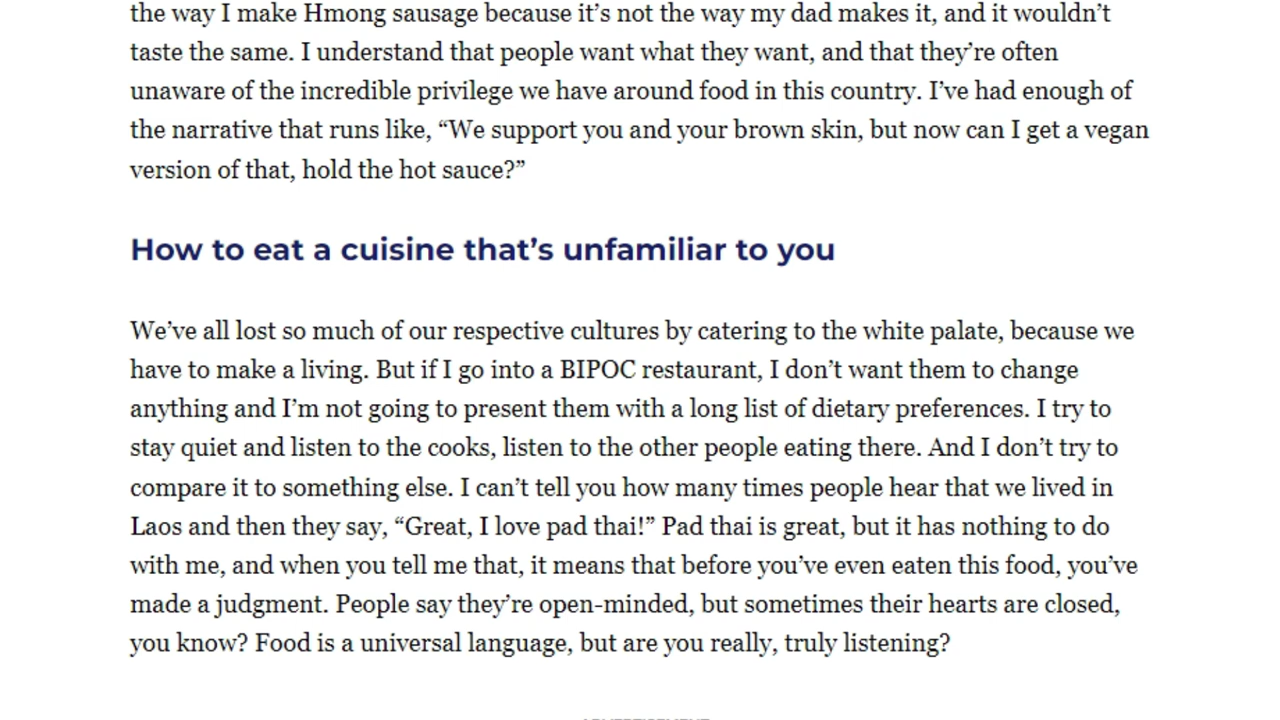 the way I make Hmong sausage because it’s not the way my dad makes it, and it wouldn’t
taste the same. I understand that people want what they want, and that they’re often
unaware of the incredible privilege we have around food in this country. I’ve had enough of
the narrative that runs like, “We support you and your brown skin, but now can I get a vegan
version of that, hold the hot sauce?”
How to eat a cuisine that’s unfamiliar to you
We’ve all lost so much of our respective cultures by catering to the white palate, because we
have to make a living. But if I go into a BIPOC restaurant, I don’t want them to change
anything and I’m not going to present them with a long list of dietary preferences. I try to
stay quiet and listen to the cooks, listen to the other people eating there. And I don’t try to
compare it to something else. I can’t tell you how many times people hear that we lived in
Laos and then they say, “Great, I love pad thai!” Pad thai is great, but it has nothing to do
with me, and when you tell me that, it means that before you’ve even eaten this food, you’ve
made a judgment. People say they’re open-minded, but sometimes their hearts are closed,
you know? Food is a universal language, but are you really, truly listening?